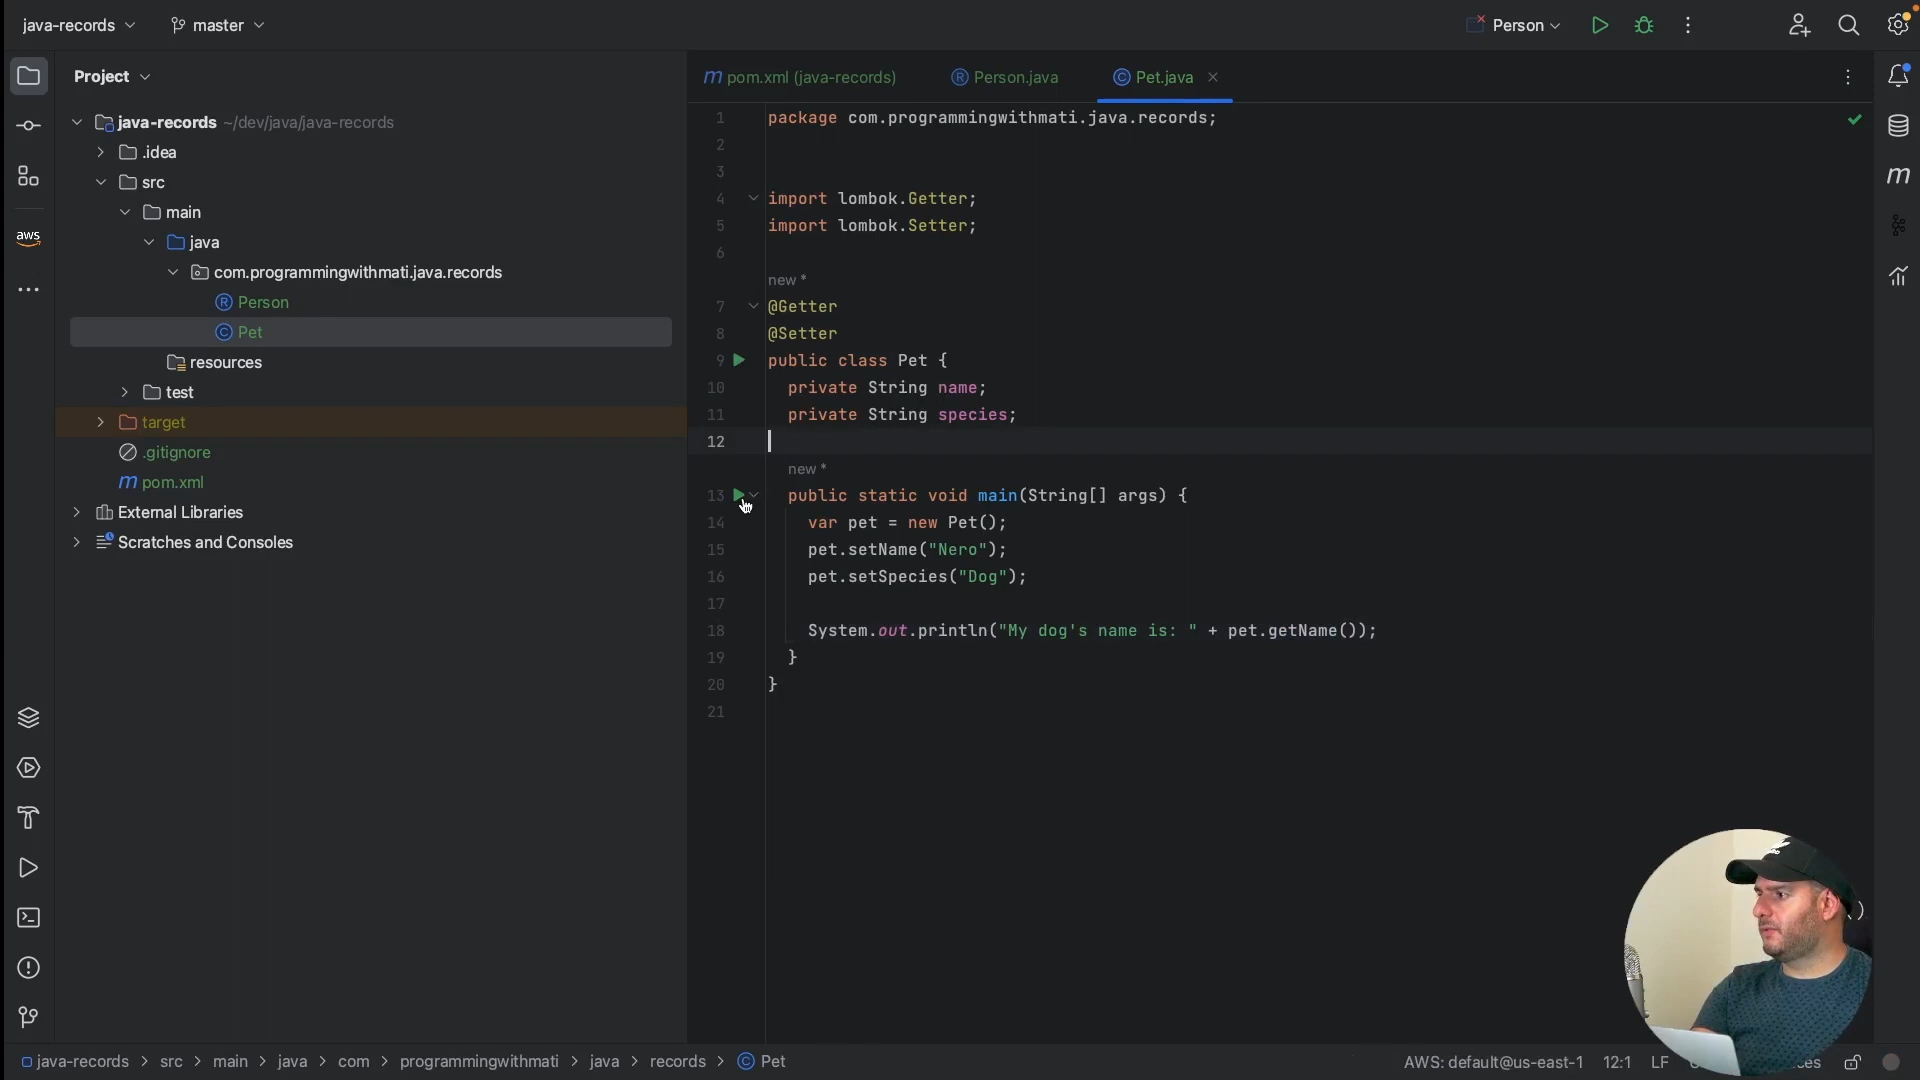 java-records
master
Person
Project
java-records ~/dev/java/java-records
.idea
src
main
java
com.programmingwithmati.java.records
Person
Pet
resources
test
target
.gitignore
pom.xml
External Libraries
Scratches and Consoles
aws
pom.xml (java-records)
Person.java
Pet.java
1 package com.programmingwithmati.java.records;
2
3
4 import lombok.Getter;
5 import lombok.Setter;
6
new *
7 @Getter
8 @Setter
9 public class Pet {
10 private String name;
11 private String species;
12
new *
13 public static void main(String[] args) {
14 var pet = new Pet();
15 pet.setName("Nero");
16 pet.setSpecies("Dog");
17
18 System.out.println("My dog's name is: " + pet.getName());
19 }
20 }
21
java-records > src > main > java > com > programmingwithmati > java > records > Pet
AWS: default@us-east-1 12:1 LF